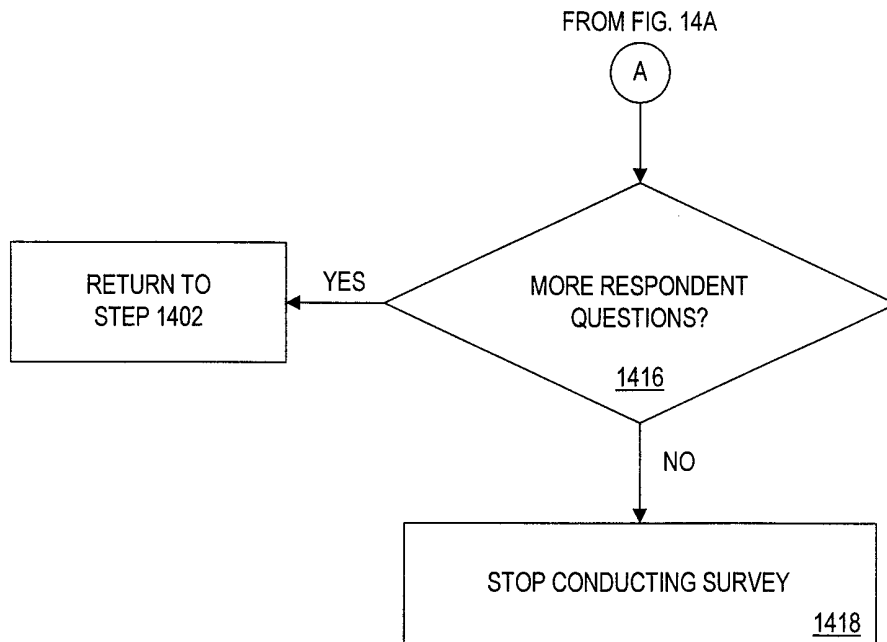 FROM FIG. 14A
A
MORE RESPONDENT
QUESTIONS?
1416
YES
RETURN TO
STEP 1402
NO
STOP CONDUCTING SURVEY
1418